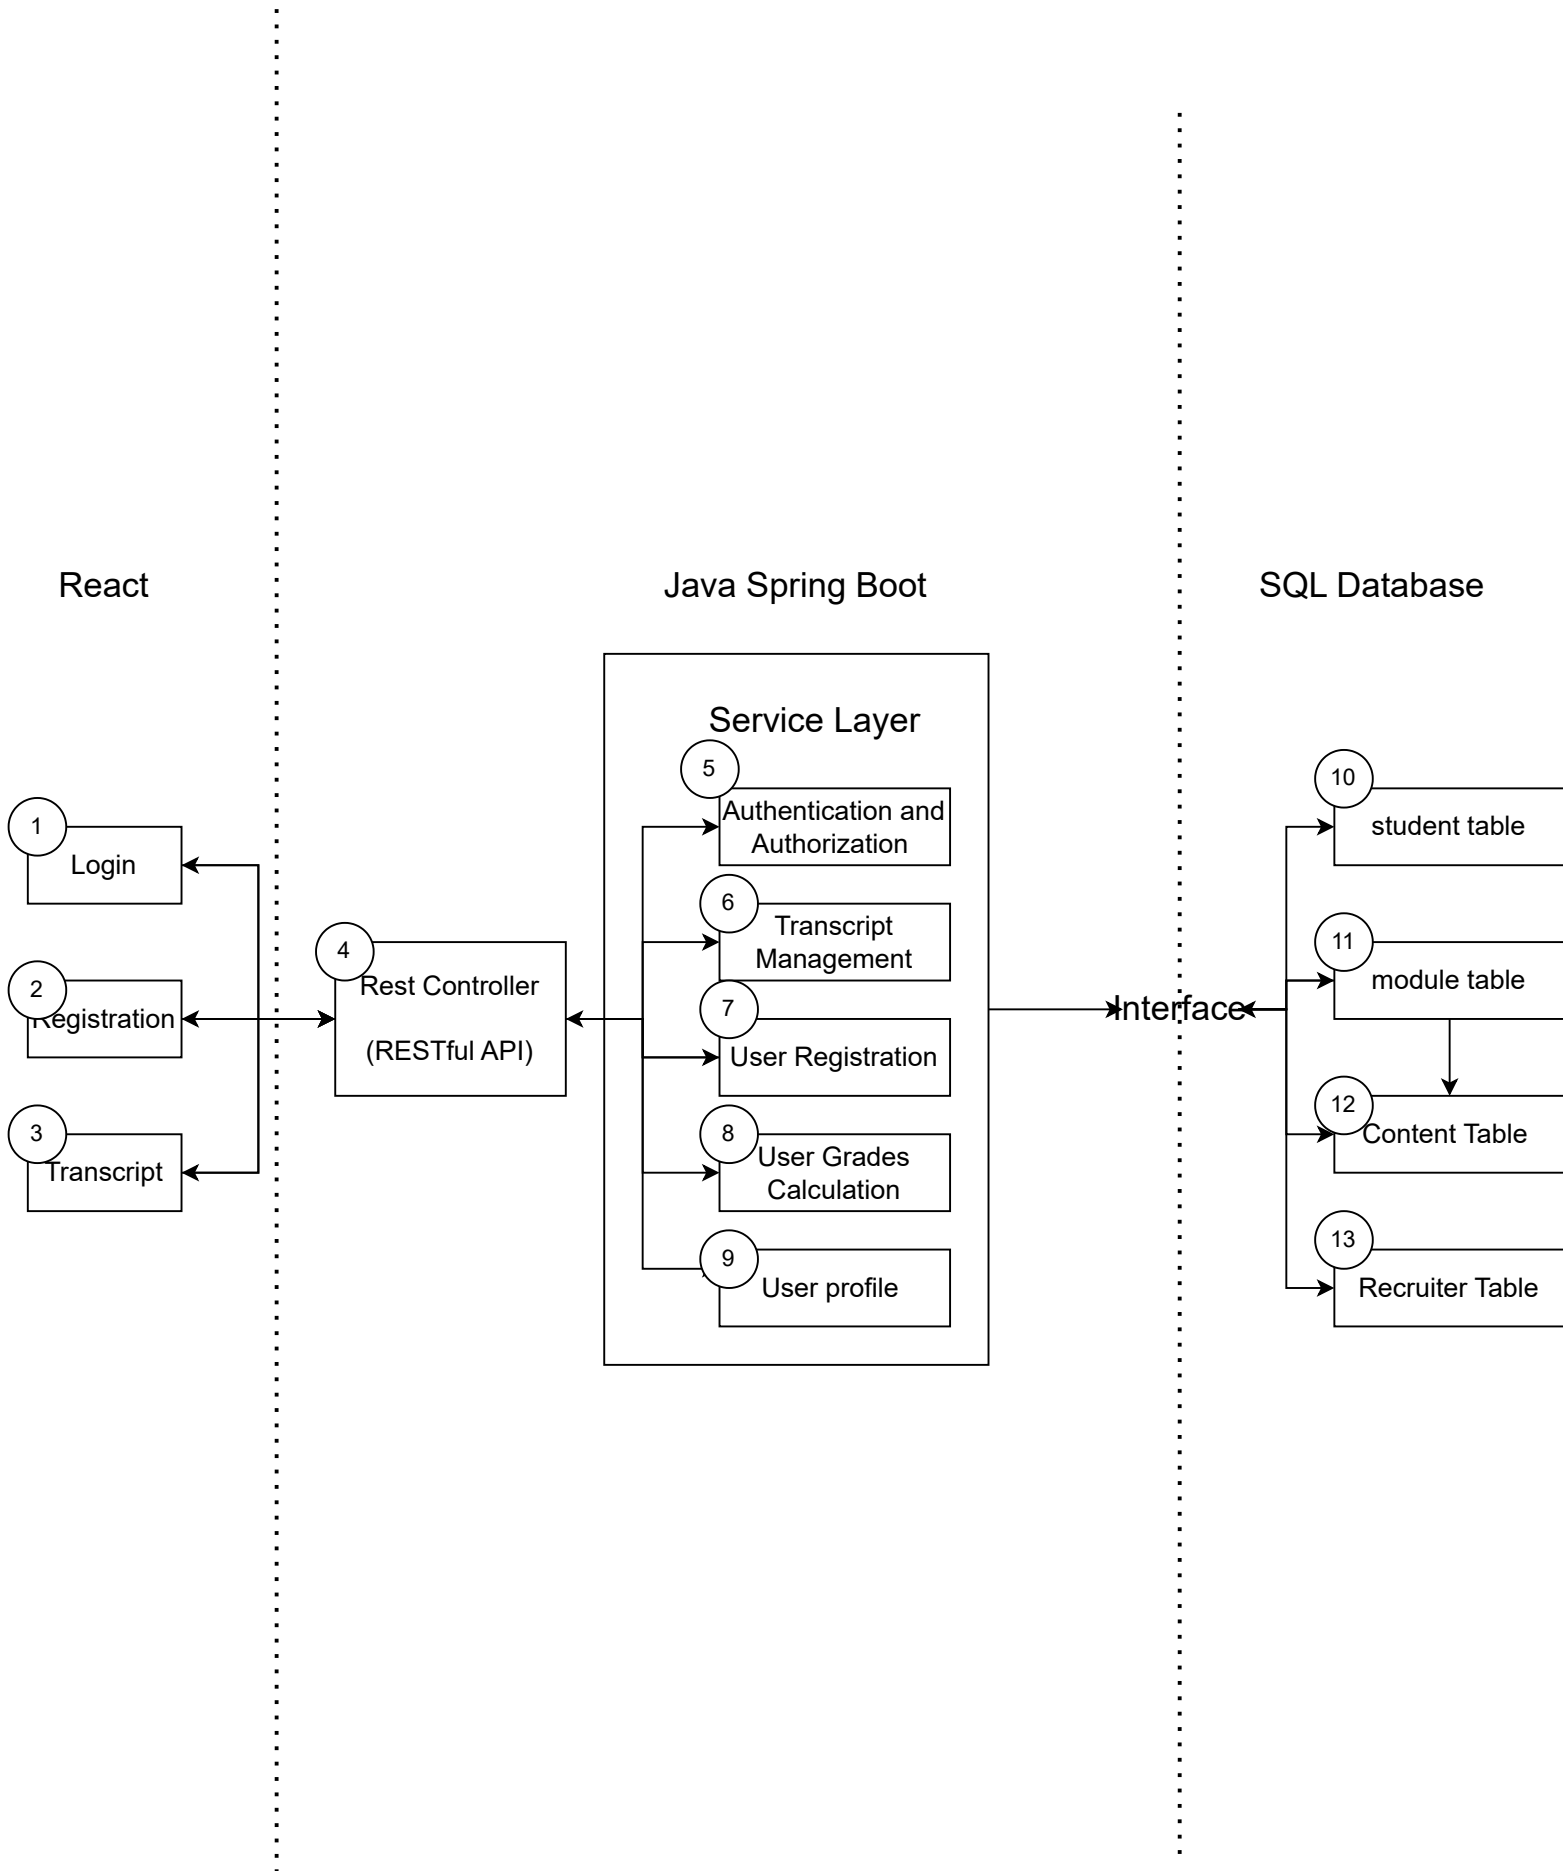 React
Java Spring Boot
SQL Database
1
Login
2
Registration
3
Transcript
4
Rest Controller
(RESTful API)
Service Layer
5
Authentication and
Authorization
6
Transcript
Management
7
User Registration
8
User Grades
Calculation
9
User profile
Interface
10
student table
11
module table
12
Content Table
13
Recruiter Table